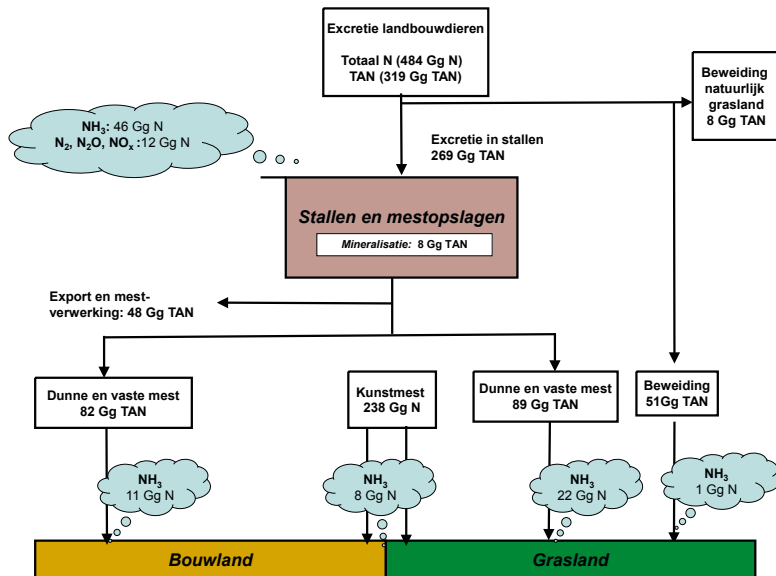 Excretie landbouwdieren
Totaal N (484 Gg N)
TAN (319 Gg TAN)
Beweiding
natuurlijk
grasland
8 Gg TAN
NH3: 46 Gg N
N2, N2O, NOx :12 Gg N
Excretie in stallen
269 Gg TAN
Stallen en mestopslagen
Mineralisatie: 8 Gg TAN
Export en mest-
verwerking: 48 Gg TAN
Dunne en vaste mest
82 Gg TAN
Kunstmest
238 Gg N
Dunne en vaste mest
89 Gg TAN
Beweiding
51Gg TAN
NH3
11 Gg N
NH3
8 Gg N
NH3
22 Gg N
NH3
1 Gg N
Bouwland
Grasland